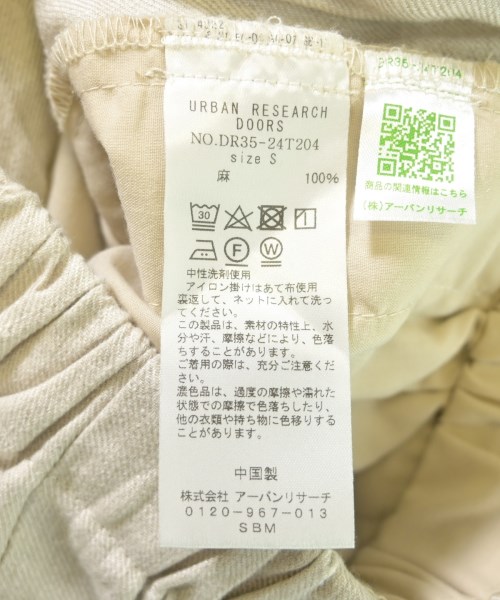 URBAN RESEARCH
DOORS
NO.DR35-24T204
size S
麻 100%
30
F W
中性洗剤使用
アイロン掛けはあて布使用
裏返して、ネットに入れて洗っ
てください。
この製品は、素材の特性上、水
分や汗、摩擦などにより、色落
ちすることがあります。
ご着用の際は、充分ご注意くだ
さい。
濃色品は、過度の摩擦や濡れた
状態での摩擦で色落ちしたり、
他の衣類や持ち物に色移りする
ことがあります。
中国製
株式会社 アーバンリサーチ
0120-967-013
SBM
DR35-24T204
商品の関連情報はこちら
(株)アーバンリサーチ